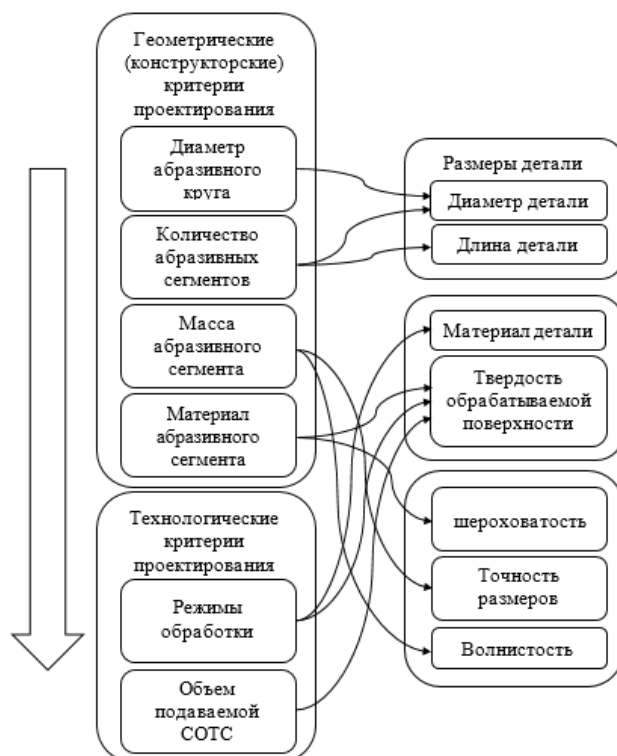 Геометрические
(конструкторские)
критерии
проектирования
Диаметр
абразивного
круга
Количество
абразивных
сегментов
Масса
абразивного
сегмента
Материал
абразивного
сегмента
Технологические
критерии
проектирования
Режимы
обработки
Объем
подаваемой
СОТС
Размеры детали
Диаметр детали
Длина детали
Материал детали
Твердость
обрабатываемой
поверхности
шероховатость
Точность
размеров
Волнистость